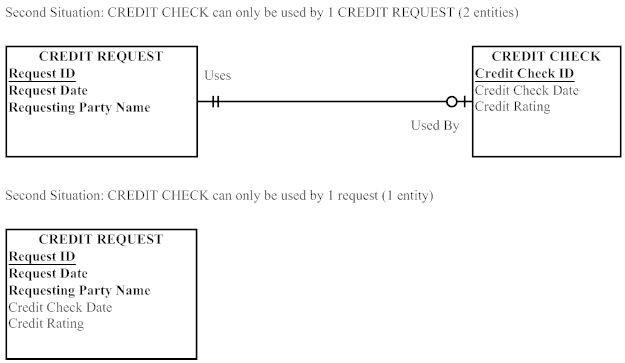 Second Situation: CREDIT CHECK can only be used by 1 CREDIT REQUEST (2 entities)
CREDIT REQUEST
Request ID
Request Date
Requesting Party Name
Uses
Used By
CREDIT CHECK
Credit Check ID
Credit Check Date
Credit Rating
Second Situation: CREDIT CHECK can only be used by 1 request (1 entity)
CREDIT REQUEST
Request ID
Request Date
Requesting Party Name
Credit Check Date
Credit Rating